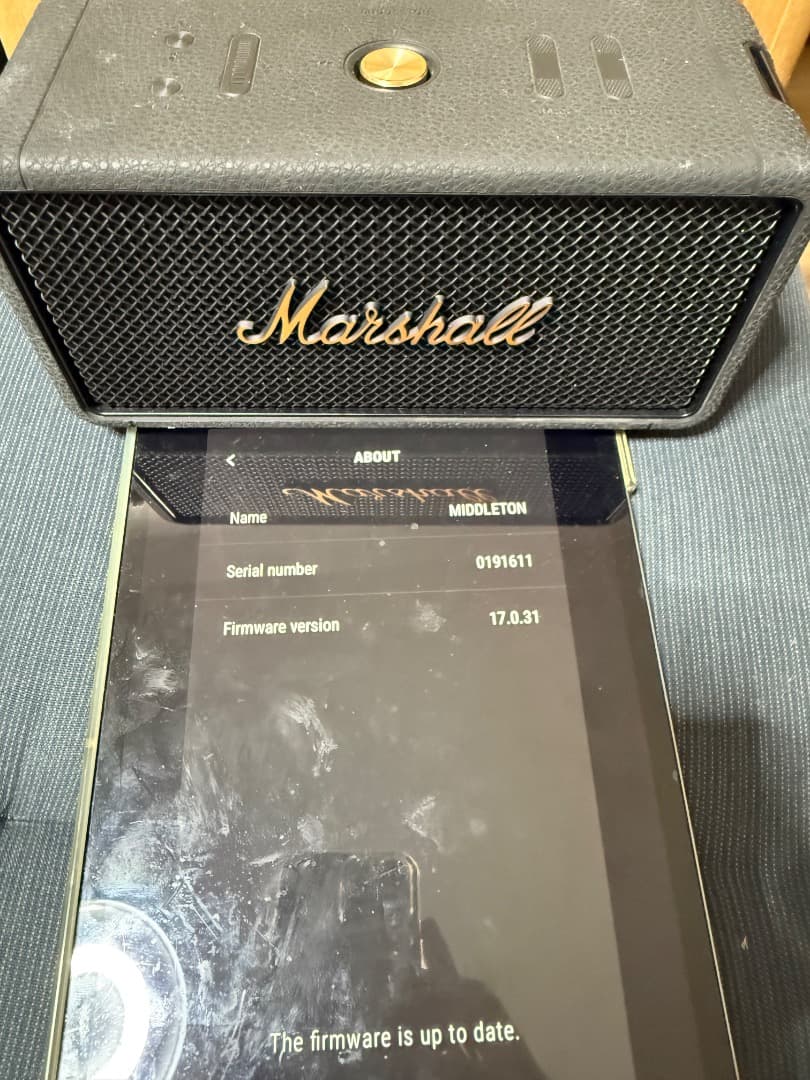 Marshall
ABOUT
Name MIDDLETON
Serial number 0191611
Firmware version 17.0.31
The firmware is up to date.